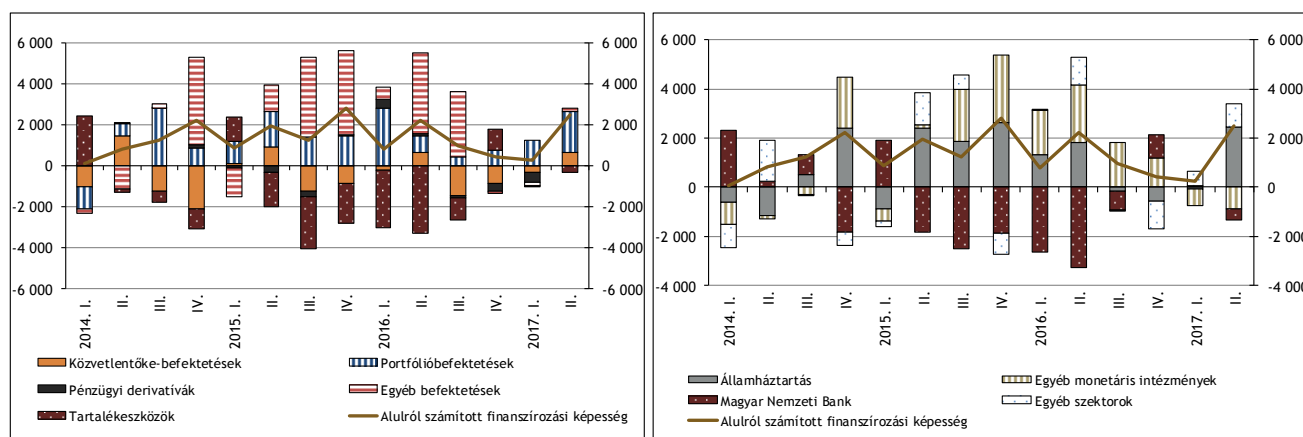 6 000 6 000
4 000 4 000
2 000 2 000
0 0
-2 000 -2 000
-4 000 -4 000
-6 000 -6 000
2014. I. II. III. IV. 2015. I. II. III. IV. 2016. I. II. III. IV. 2017. I. II.
Közvetlentőke-befektetések Portfólióbefektetések
Pénzügyi derivatívák Egyéb befektetések
Tartalékeszközök Alulról számított finanszírozási képesség
6 000 6 000
4 000 4 000
2 000 2 000
0 0
-2 000 -2 000
-4 000 -4 000
2014. I. II. III. IV. 2015. I. II. III. IV. 2016. I. II. III. IV. 2017. I. II.
Államháztartás Egyéb monetáris intézmények
Magyar Nemzeti Bank Egyéb szektorok
Alulról számított finanszírozási képesség